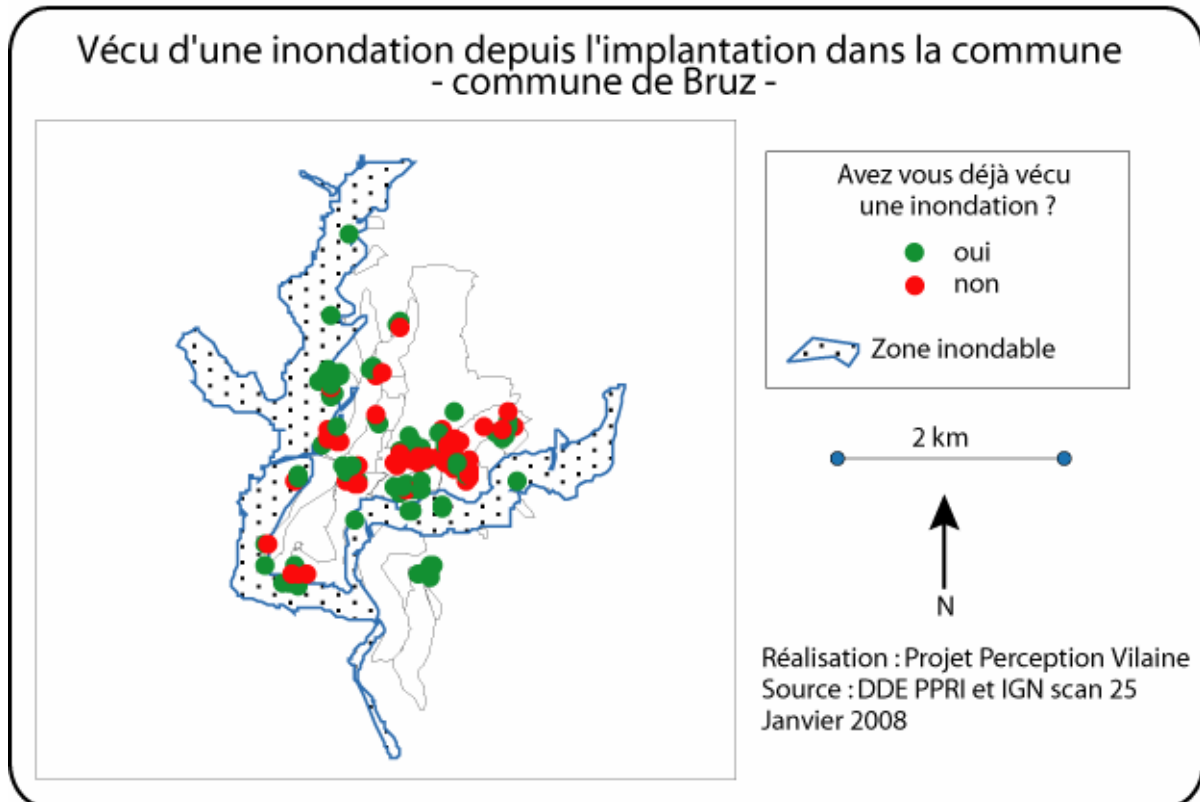 Vécu d'une inondation depuis l'implantation dans la commune
- commune de Bruz -
Avez vous déjà vécu
une inondation ?
oui
non
Zone inondable
2 km
N
Réalisation : Projet Perception Vilaine
Source : DDE PPRI et IGN scan 25
Janvier 2008